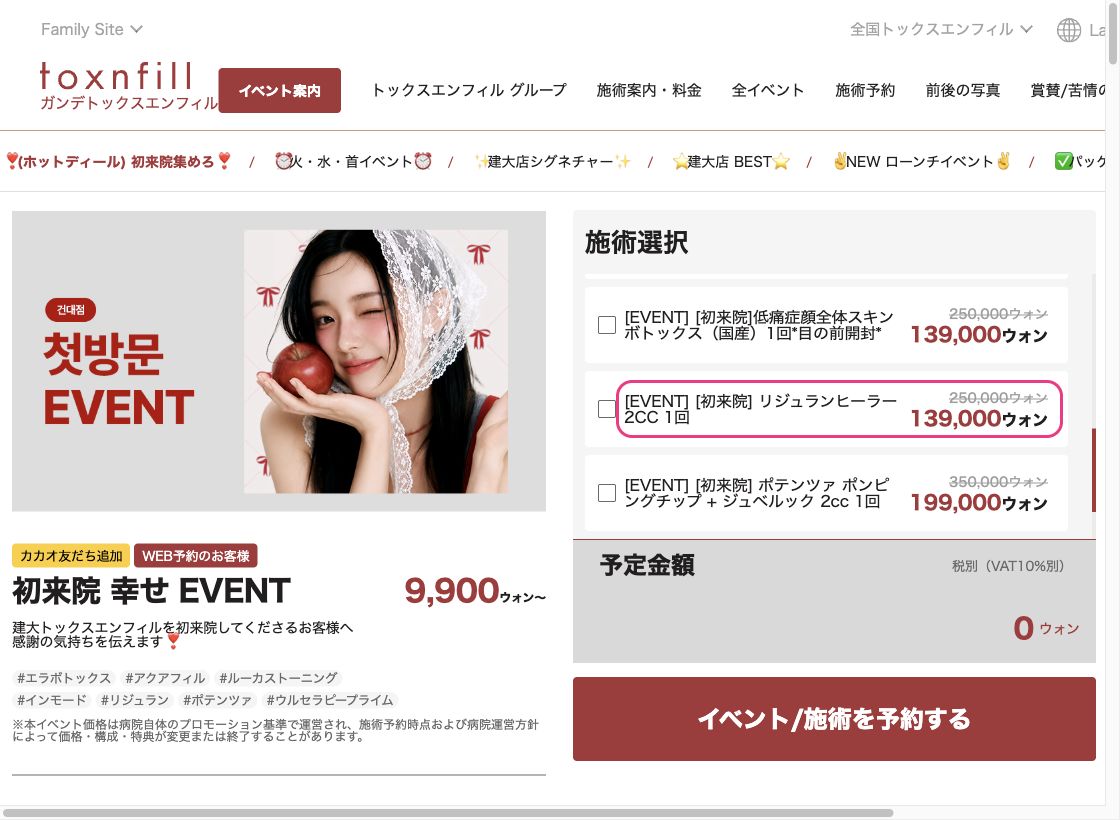 Family Site
全国トックスエンフィル
La
toxnfill
ガンデトックスエンフィル
イベント案内
トックスエンフィル グループ
施術案内・料金
全イベント
施術予約
前後の写真
賞賛/苦情の
❣️(ホットディール) 初来院集めろ❣️
/
⏰火・水・首イベント⏰
/
✨建大店シグネチャー✨
/
⭐建大店 BEST⭐
/
✌NEW ローンチイベント✌
/
✅パッケ
건대점
첫방문
EVENT
カカオ友だち追加
WEB予約のお客様
初来院 幸せ EVENT
9,900ウォン〜
建大トックスエンフィルを初来院してくださるお客様へ
感謝の気持ちを伝えます❣️
#エラボトックス #アクアフィル #ルーカストーニング
#インモード #リジュラン #ポテンツァ #ウルセラピープライム
※本イベント価格は病院自体のプロモーション基準で運営され、施術予約時点および病院運営方針
によって価格・構成・特典が変更または終了することがあります。
施術選択
[EVENT] [初来院]低痛症顔全体スキン
ボトックス（国産）1回*目の前開封*
250,000ウォン
139,000ウォン
[EVENT] [初来院] リジュランヒーラー
2CC 1回
250,000ウォン
139,000ウォン
[EVENT] [初来院] ポテンツァ ポンピ
ングチップ + ジュベルック 2cc 1回
350,000ウォン
199,000ウォン
予定金額
税別（VAT10%別）
0 ウォン
イベント/施術を予約する